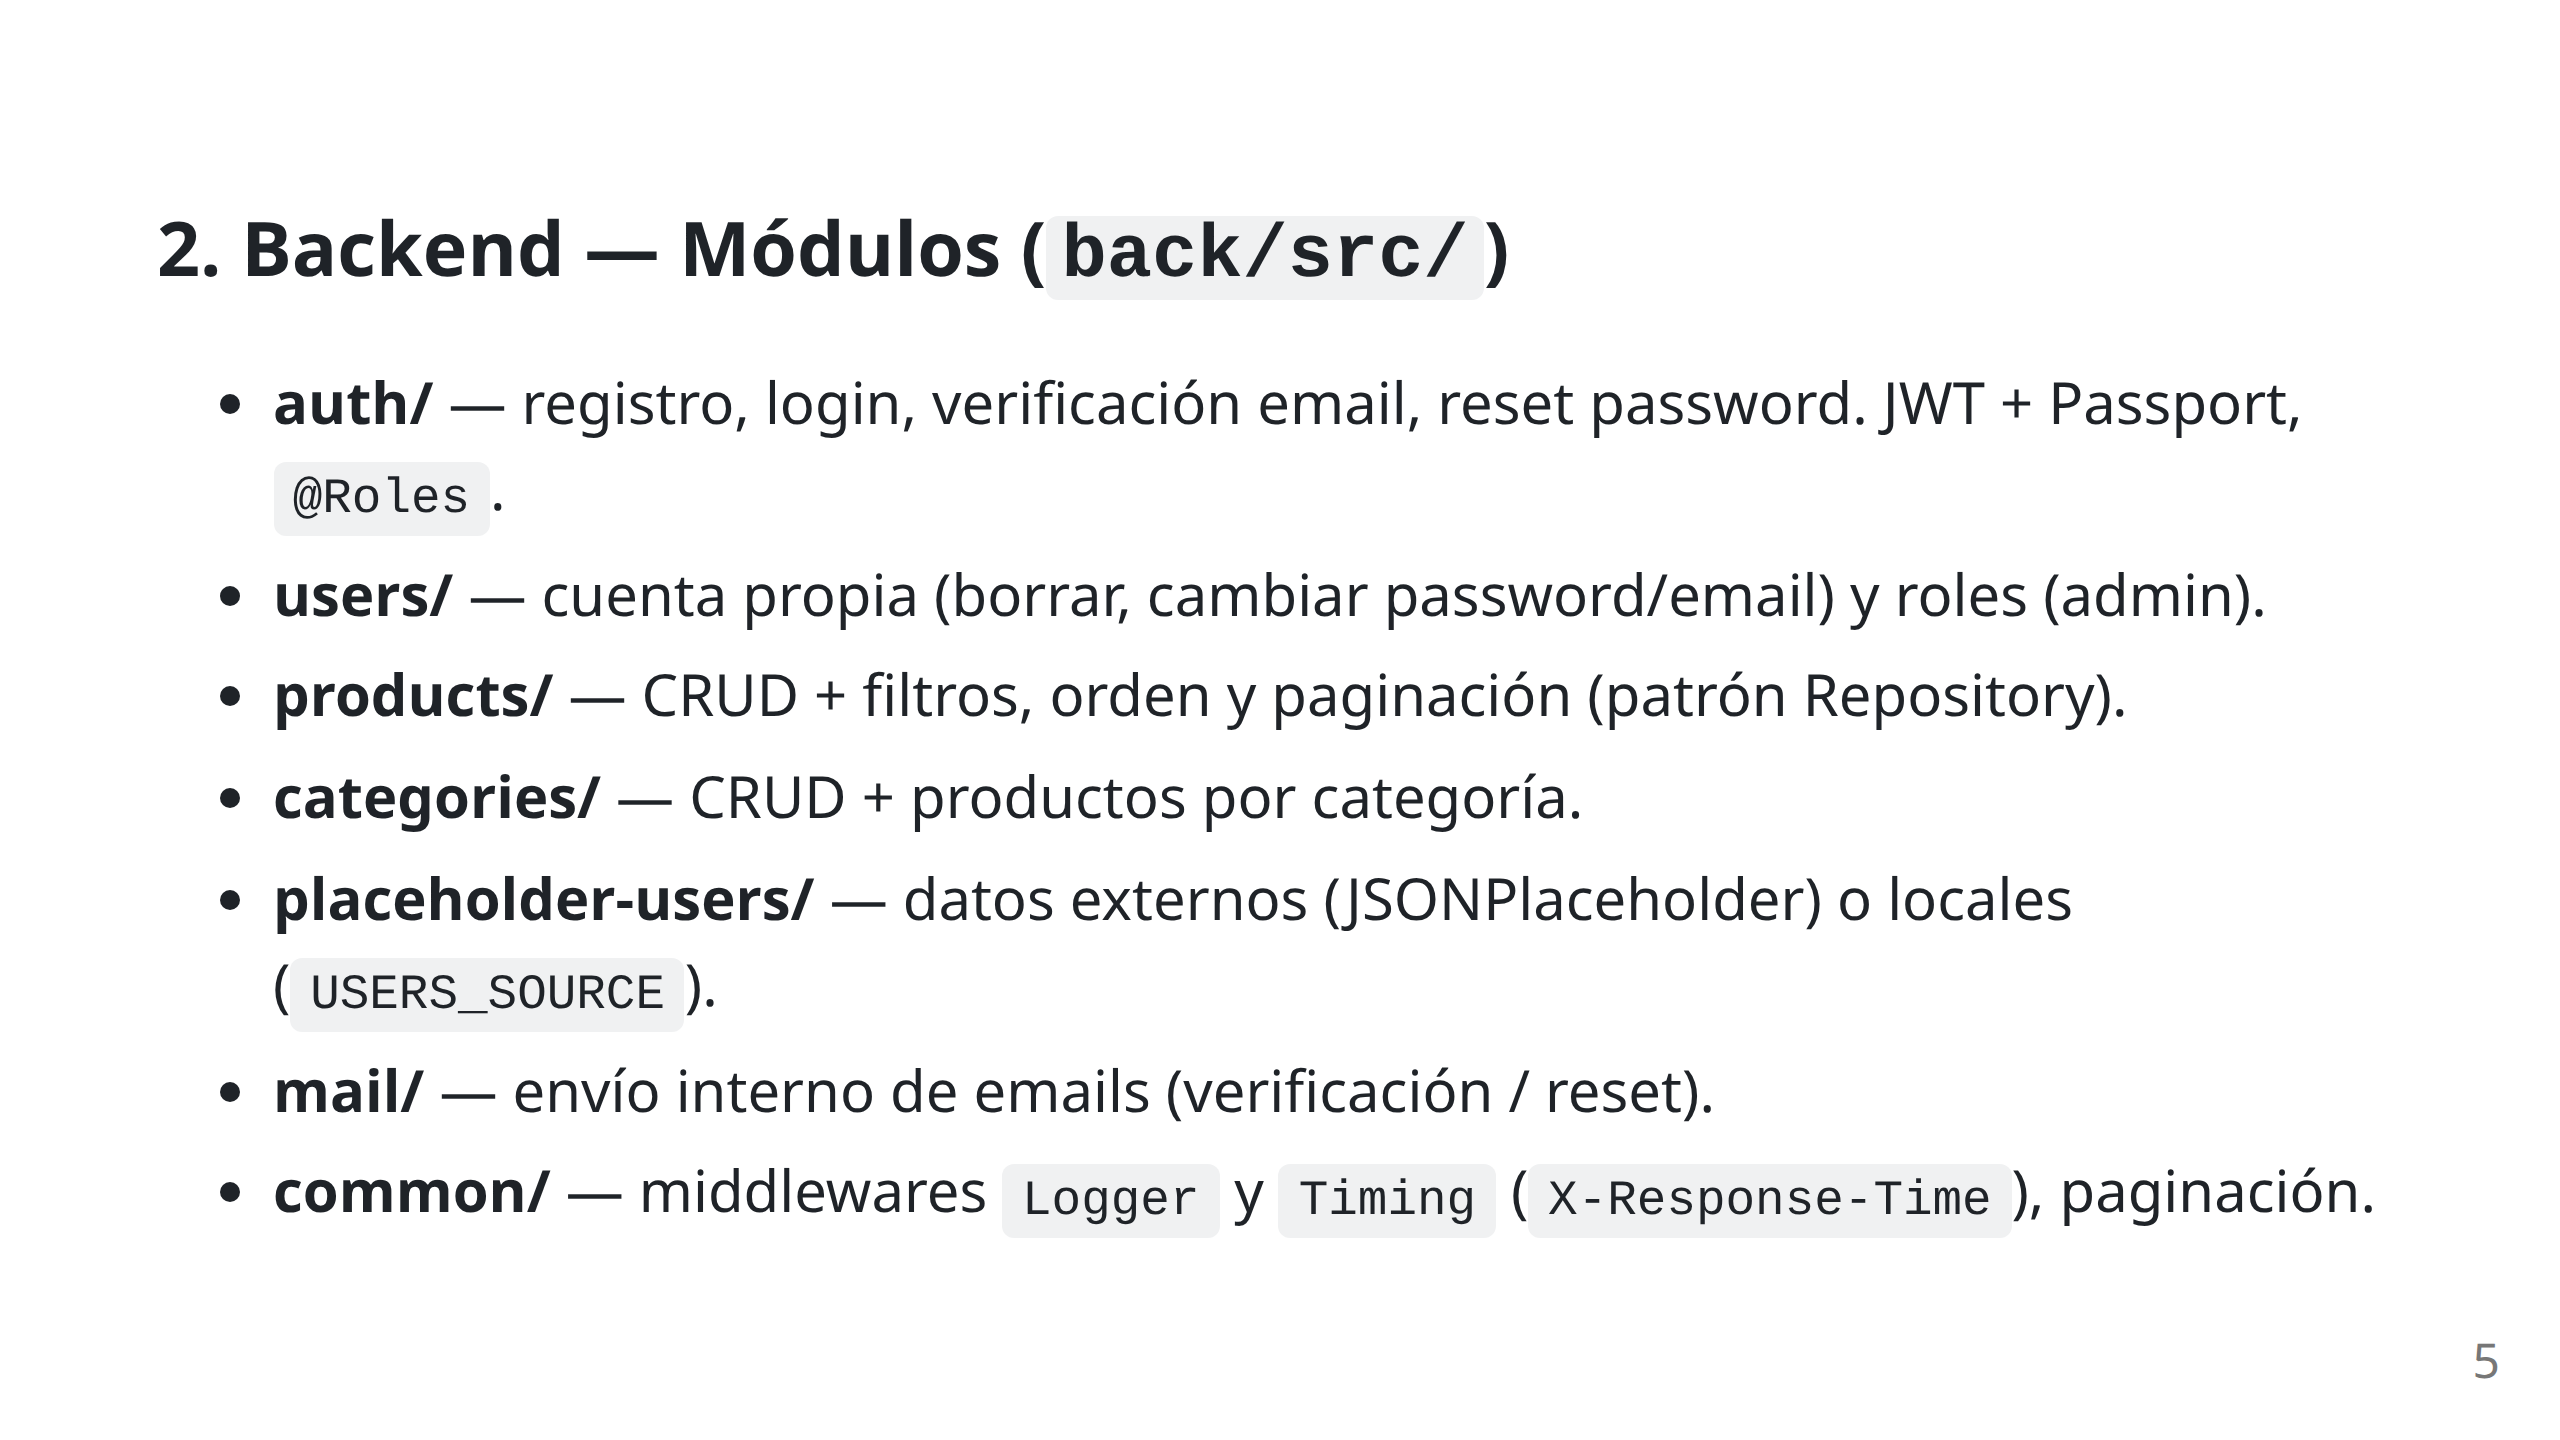 2. Backend — Módulos (back/src/)
• auth/ — registro, login, verificación email, reset password. JWT + Passport,
@Roles.
• users/ — cuenta propia (borrar, cambiar password/email) y roles (admin).
• products/ — CRUD + filtros, orden y paginación (patrón Repository).
• categories/ — CRUD + productos por categoría.
• placeholder-users/ — datos externos (JSONPlaceholder) o locales
(USERS_SOURCE).
• mail/ — envío interno de emails (verificación / reset).
• common/ — middlewares Logger y Timing (X-Response-Time), paginación.
5